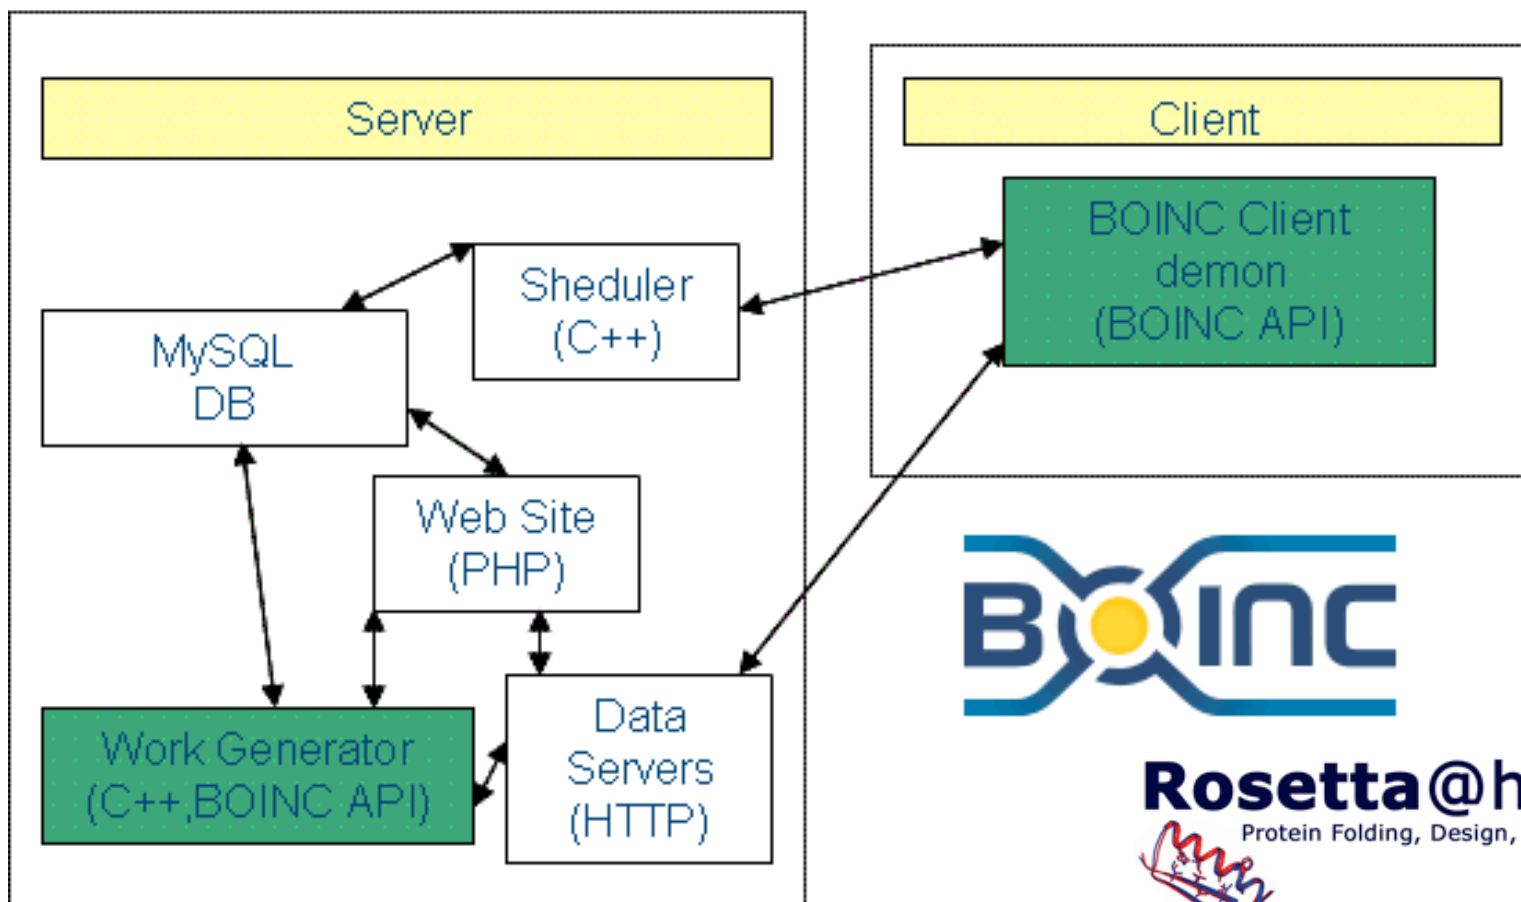 Server
Client
BOINC Client
demon
(BOINC API)
Sheduler
(C++)
MySQL
DB
Web Site
(PHP)
Work Generator
(C++,BOINC API)
Data
Servers
(HTTP)
BOINC
Rosetta@h
Protein Folding, Design,